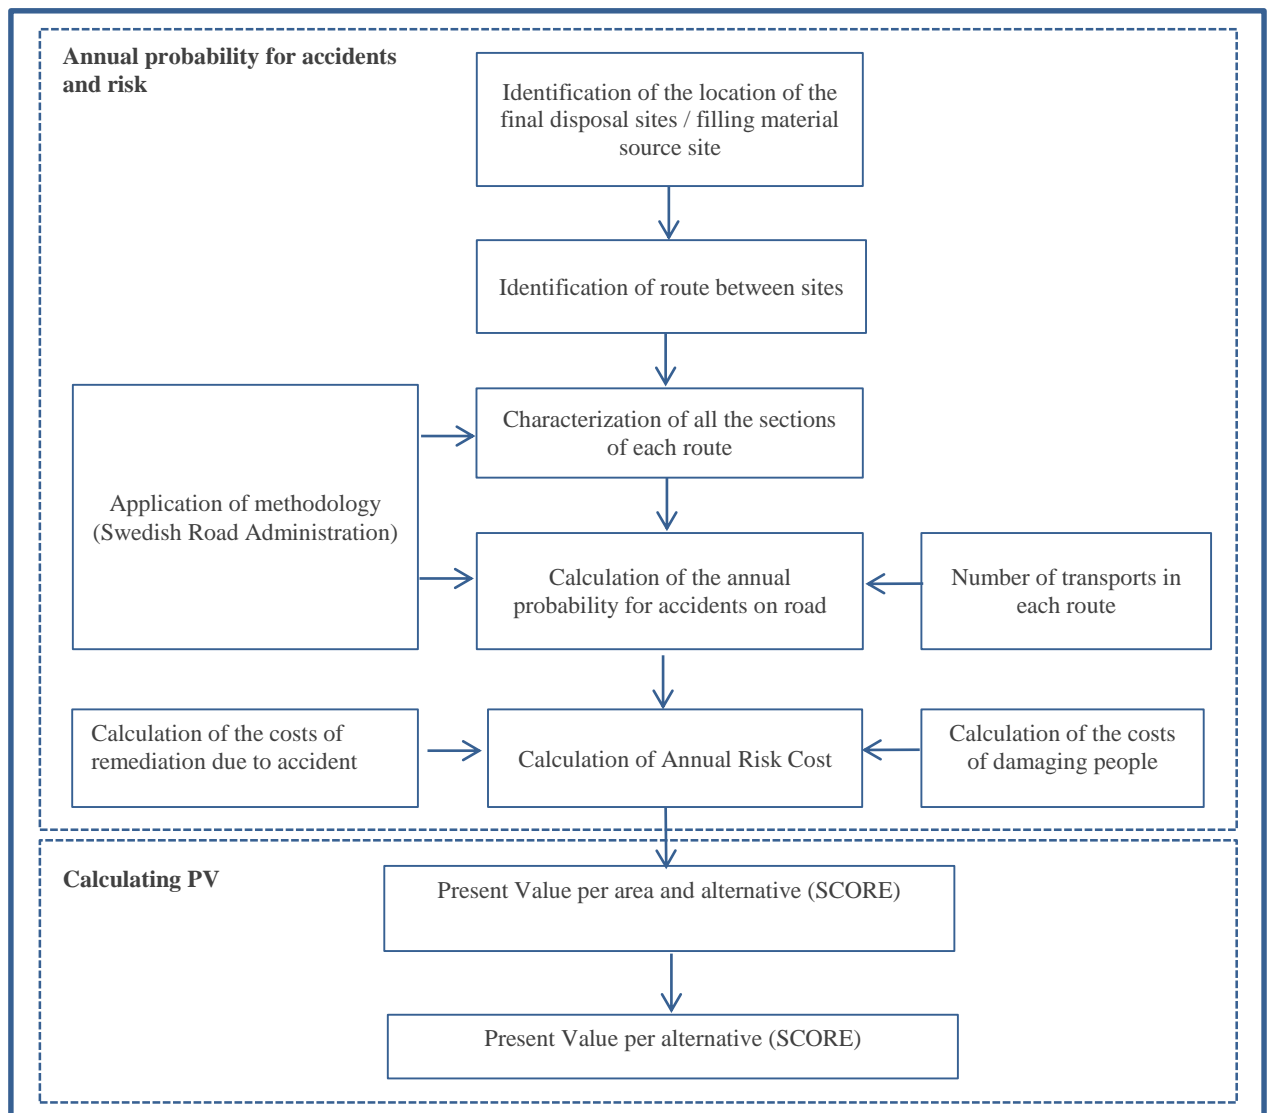 Annual probability for accidents
and risk
Identification of the location of the
final disposal sites / filling material
source site
Identification of route between sites
Characterization of all the sections
of each route
Application of methodology
(Swedish Road Administration)
Calculation of the annual
probability for accidents on road
Number of transports in
each route
Calculation of the costs of
remediation due to accident
Calculation of Annual Risk Cost
Calculation of the costs
of damaging people
Calculating PV
Present Value per area and alternative (SCORE)
Present Value per alternative (SCORE)